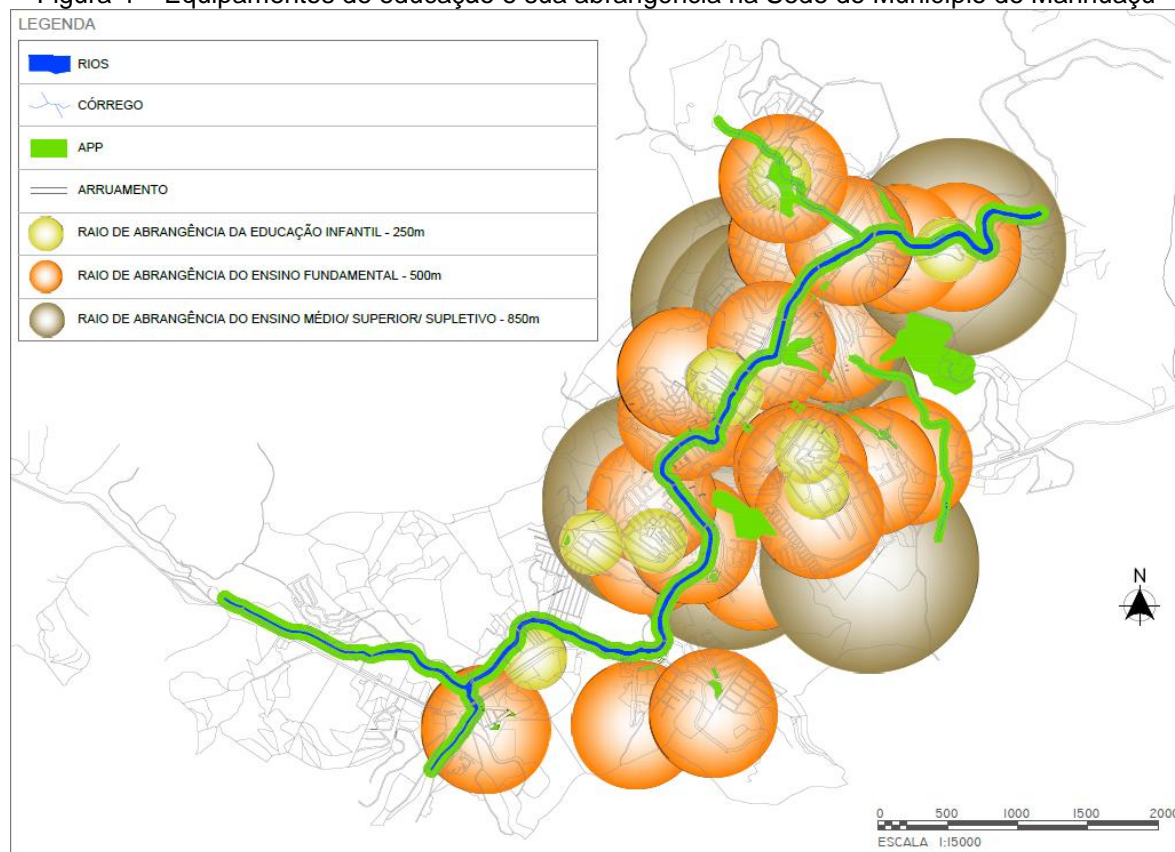 Figura 4 – Equipamentos de educação e sua abrangência na Sede do Município de Manhuaçu
LEGENDA
RIOS
CÓRREGO
APP
ARRUAMENTO
RAIO DE ABRANGÊNCIA DA EDUCAÇÃO INFANTIL - 250m
RAIO DE ABRANGÊNCIA DO ENSINO FUNDAMENTAL - 500m
RAIO DE ABRANGÊNCIA DO ENSINO MÉDIO/ SUPERIOR/ SUPLETIVO - 850m
N
0 500 1000 1500 2000
ESCALA 1:15000